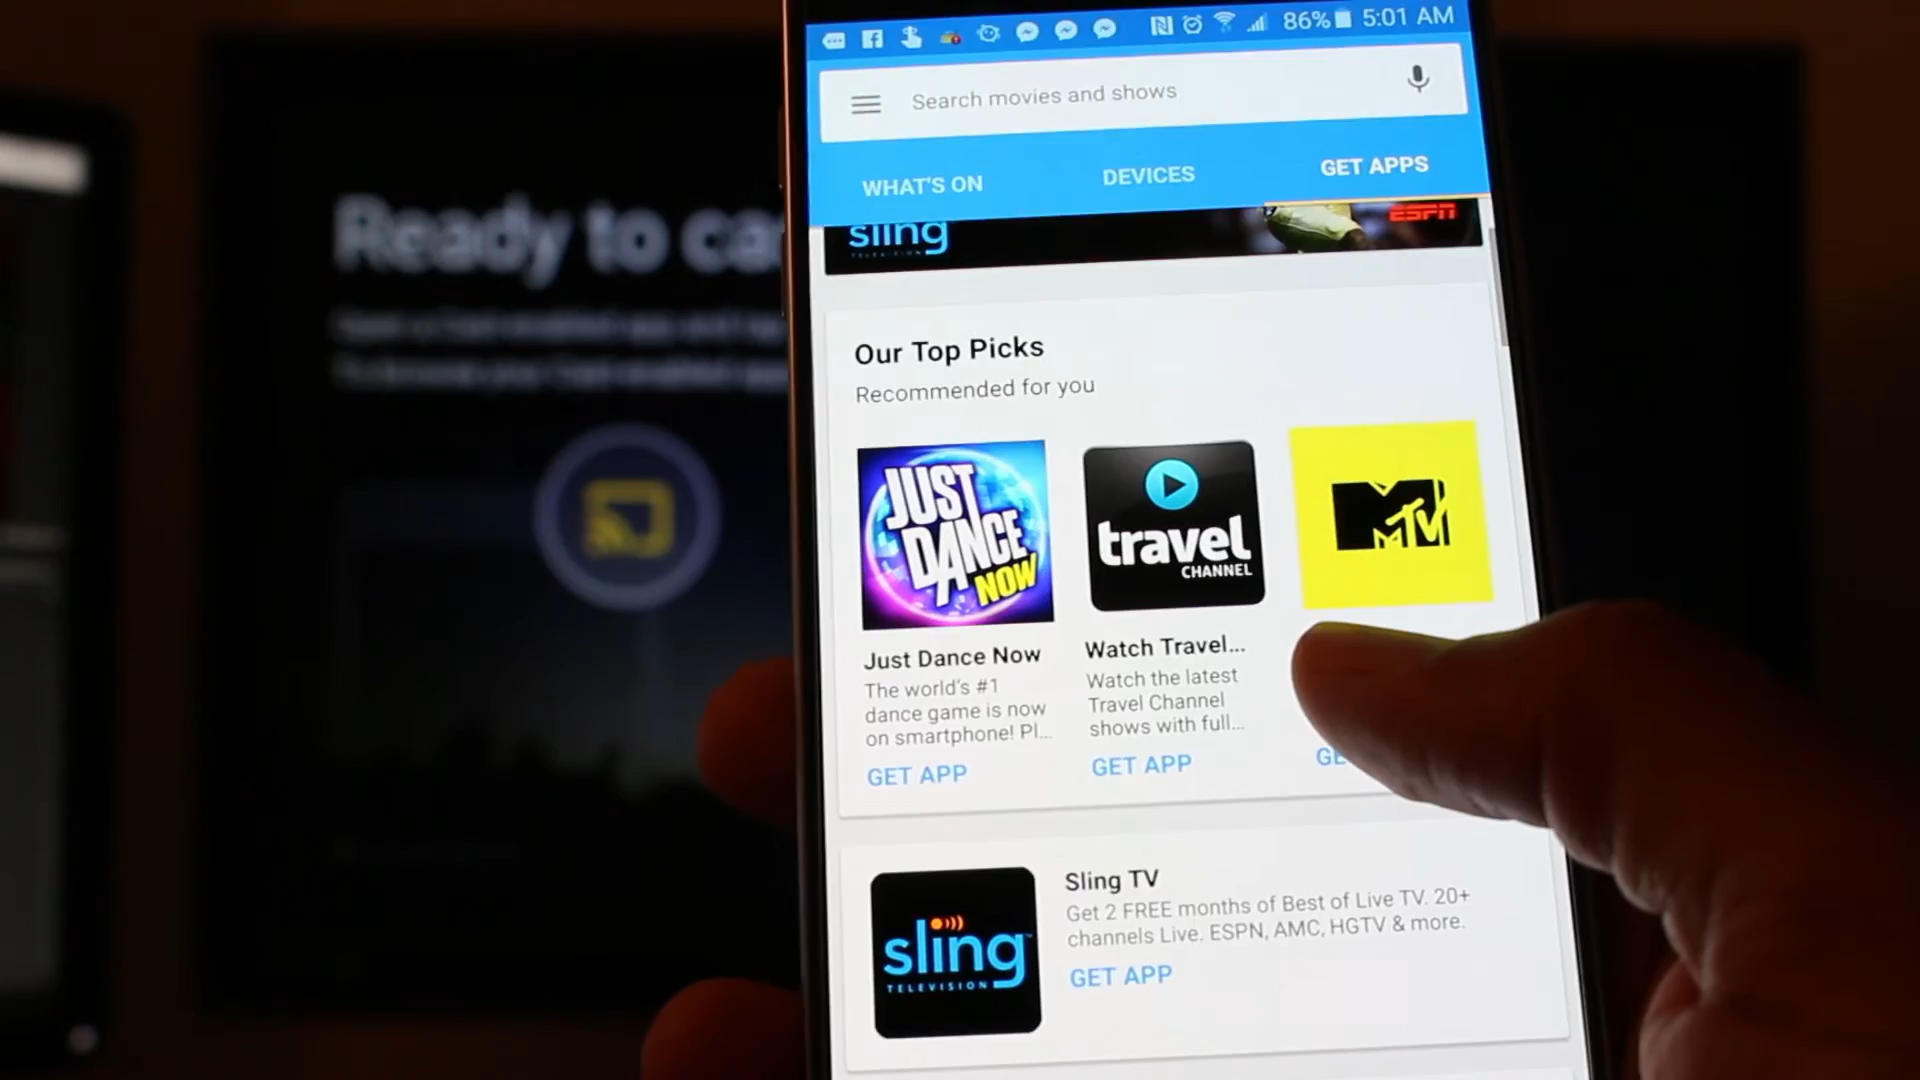 86% 5:01 AM
Search movies and shows
WHAT'S ON DEVICES GET APPS
sling
TELEVISION
ESPN
Ready to ca
Our Top Picks
Recommended for you
JUST
DANCE
NOW
travel
CHANNEL
MTV
Just Dance Now
The world's #1
dance game is now
on smartphone! Pl...
GET APP
Watch Travel...
Watch the latest
Travel Channel
shows with full...
GET APP
GE
sling
TELEVISION
Sling TV
Get 2 FREE months of Best of Live TV. 20+
channels Live. ESPN, AMC, HGTV & more.
GET APP